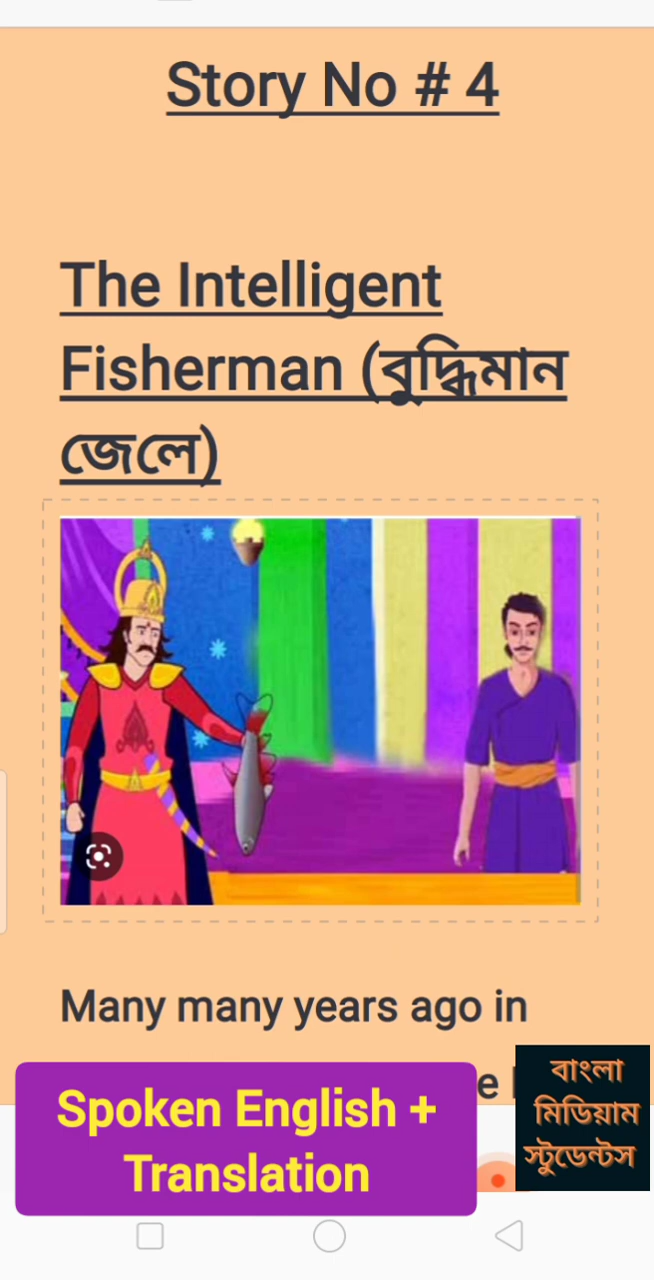 Story No # 4
The Intelligent
Fisherman (বুদ্ধিমান
জেলে)
Many many years ago in
Spoken English +
Translation
বাংলা
মিডিয়াম
স্টুডেন্টস